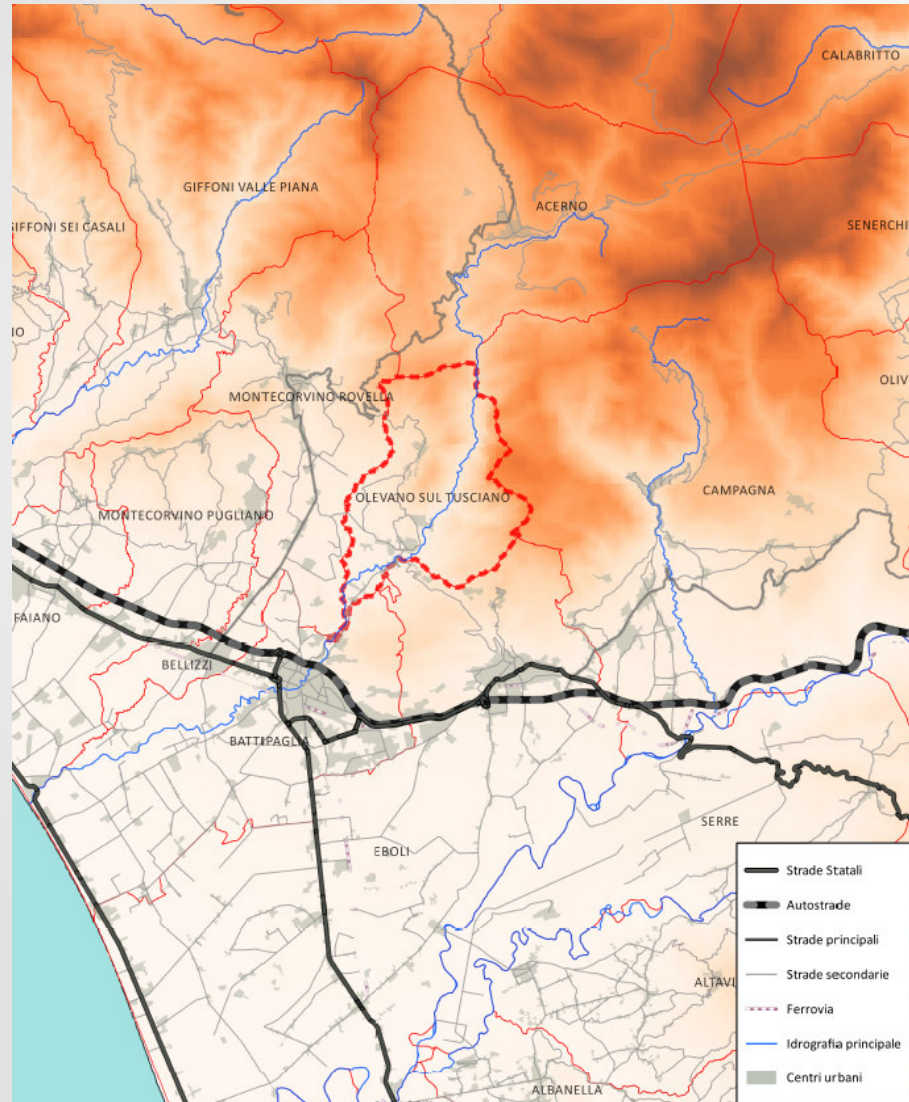 CALABRITTO
GIFFONI VALLE PIANA
ACERNO
GIFFONI SEI CASALI
SENERCHI
NO
OLIV
MONTECORVINO ROVELLA
CAMPAGNA
OLEVANO SUL TUSCIANO
MONTECORVINO PUGLIANO
FAIANO
BELLIZZI
BATTIPAGLIA
SERRE
EBOLI
ALTAVI
ALBANELLA
Strade Statali
Autostrade
Strade principali
Strade secondarie
Ferrovia
Idrografia principale
Centri urbani